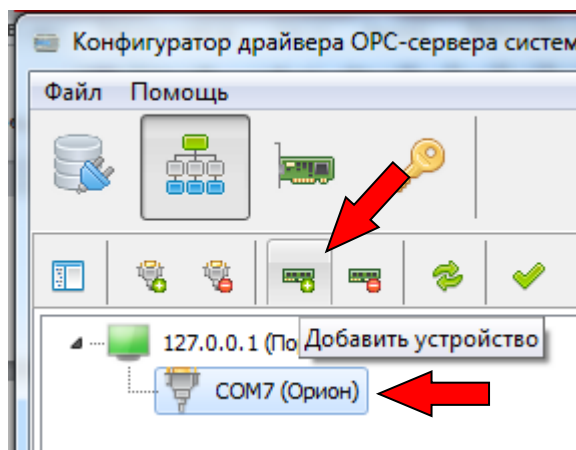 Конфигуратор драйвера OPC-сервера систем
Файл Помощь
127.0.0.1 (По
Добавить устройство
COM7 (Орион)